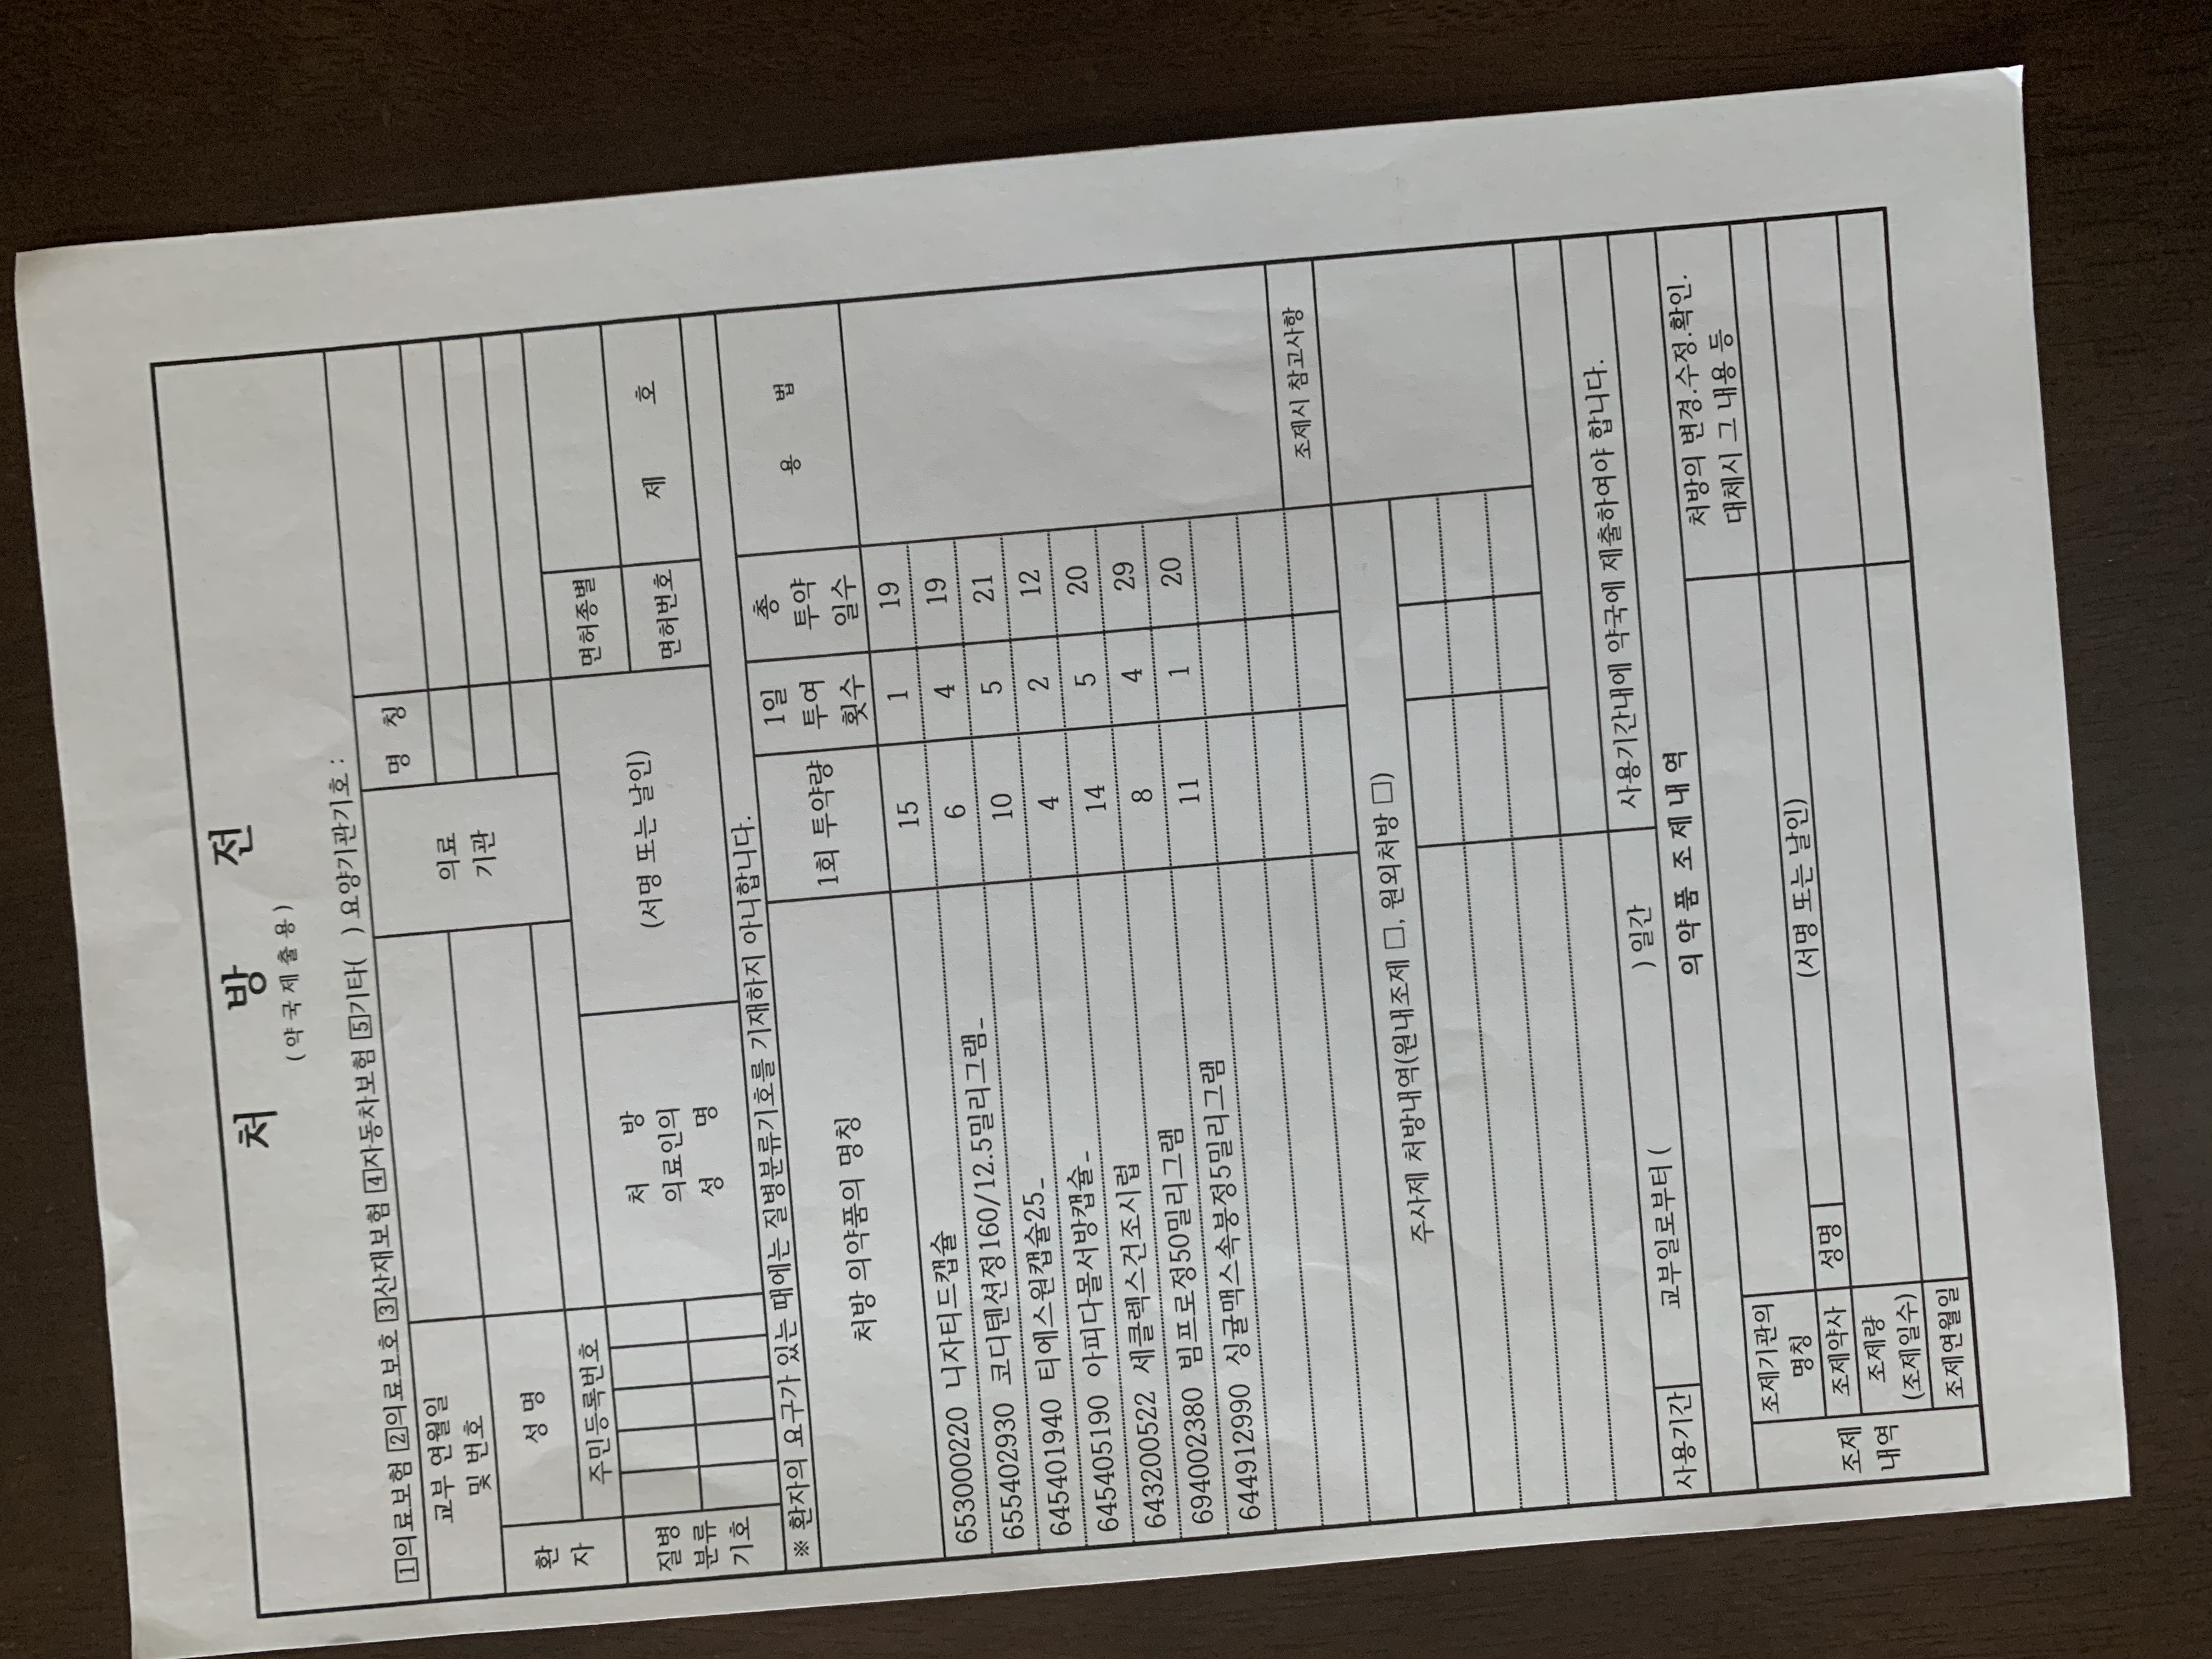 처 방 전
(약국제출용)
1의료보험 2의료보호 3산재보험 4자동차보험 5기타( ) 요양기관기호 :
교부 연월일
및 번호
의료
기관
명 칭
환
자
성 명
주민등록번호
질병
분류
기호
처 방
의료인의
성 명
(서명 또는 날인)
면허종별
면허번호
제 호
※ 환자의 요구가 있는 때에는 질병분류기호를 기재하지 아니합니다.
처방 의약품의 명칭
1회 투약량
1일
투여
횟수
총
투약
일수
용 법
653000220 니자티드캡슐 15 1 19
655402930 코디텐션정160/12.5밀리그램_ 6 4 19
645401940 티에스원캡슐25_ 10 5 21
645405190 아피다몰서방캡슐_ 4 2 12
643200522 세클렉스건조시럽 14 5 20
694002380 빔프로정50밀리그램 8 4 29
644912990 싱귤맥스속붕정5밀리그램 11 1 20
조제시 참고사항
주사제 처방내역(원내조제 □, 원외처방 □)
사용기간
교부일로부터 ( ) 일간
사용기간내에 약국에 제출하여야 합니다.
의 약 품 조 제 내 역
조제
내역
조제기관의
명칭
처방의 변경.수정.확인.
대체시 그 내용 등
조제약사
성명
(서명 또는 날인)
조제량
(조제일수)
조제연월일